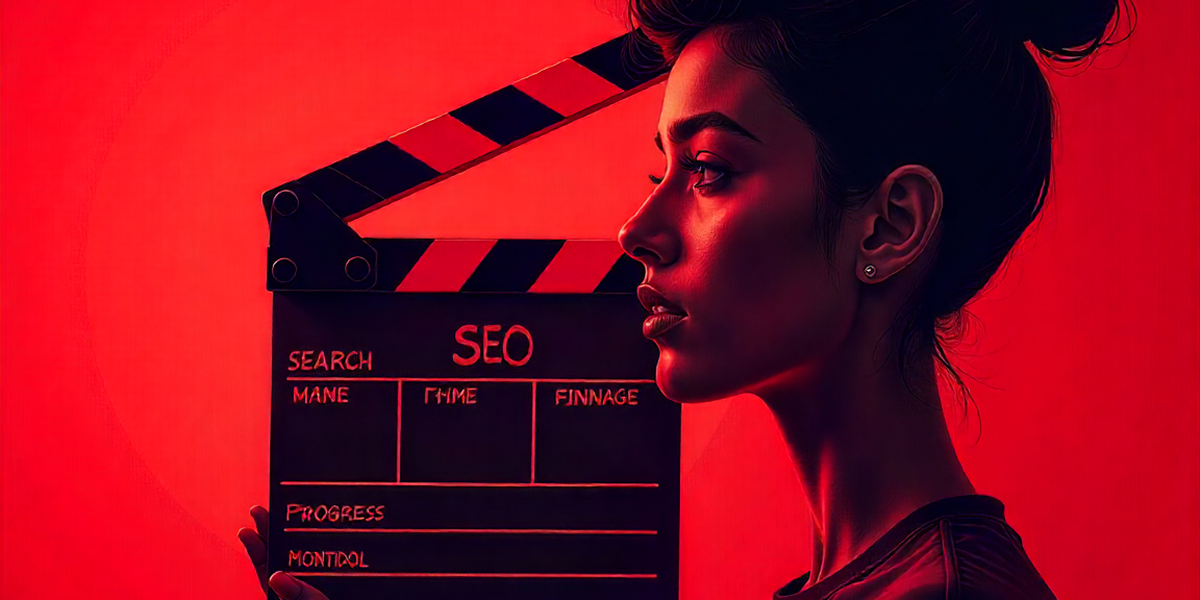 SEO
SEARCH
MANE FHME FINNAGE
PROGRESS
MONTIDOL